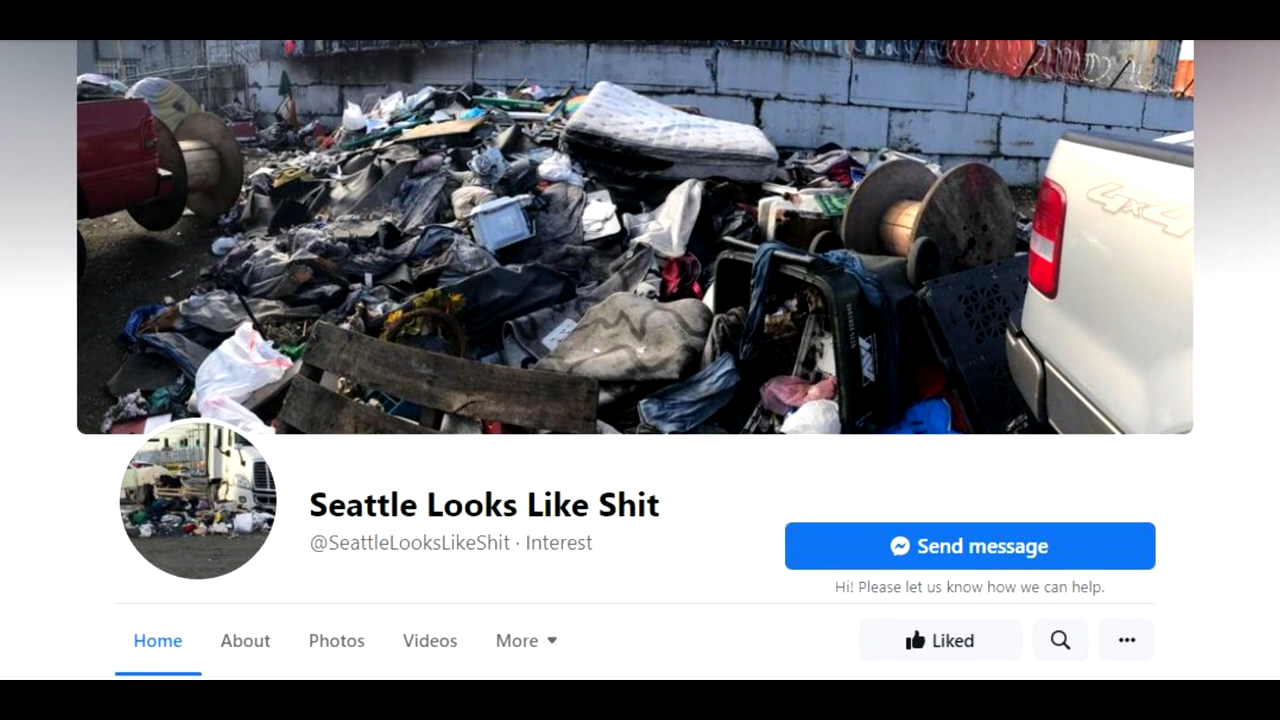 4x4
Seattle Looks Like Shit
@SeattleLooksLikeShit · Interest
Send message
Hi! Please let us know how we can help.
Home About Photos Videos More
Liked